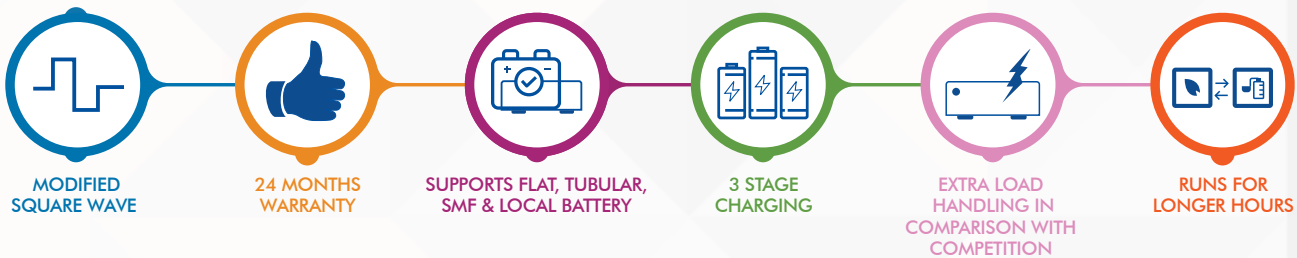 MODIFIED
SQUARE WAVE
24 MONTHS
WARRANTY
SUPPORTS FLAT, TUBULAR,
SMF & LOCAL BATTERY
3 STAGE
CHARGING
EXTRA LOAD
HANDLING IN
COMPARISON WITH
COMPETITION
RUNS FOR
LONGER HOURS